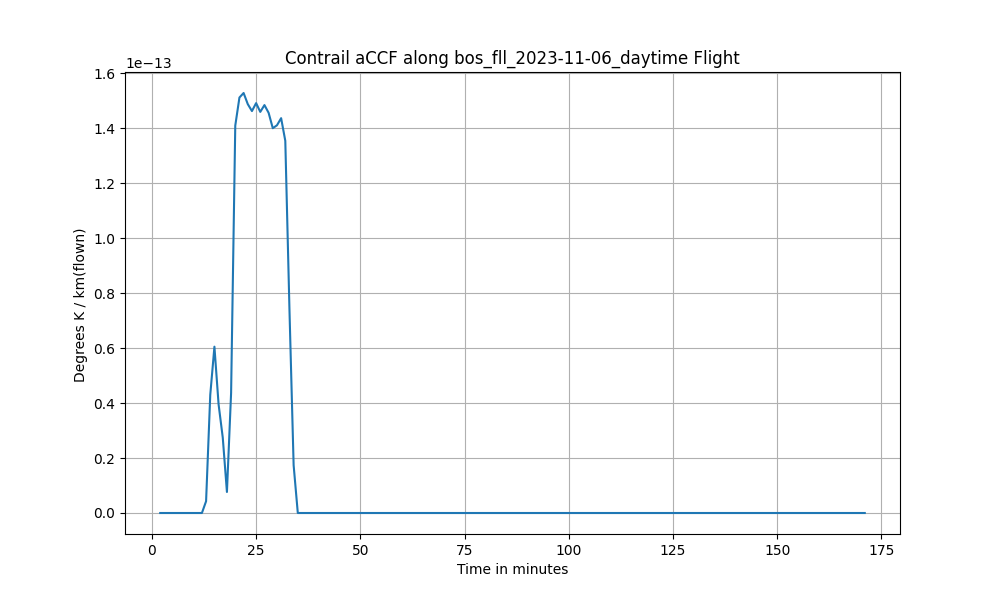 Contrail aCCF along bos_fll_2023-11-06_daytime Flight
1e−13
1.6
1.4
1.2
1.0
0.8
0.6
0.4
0.2
0.0
Degrees K / km(flown)
0 25 50 75 100 125 150 175
Time in minutes